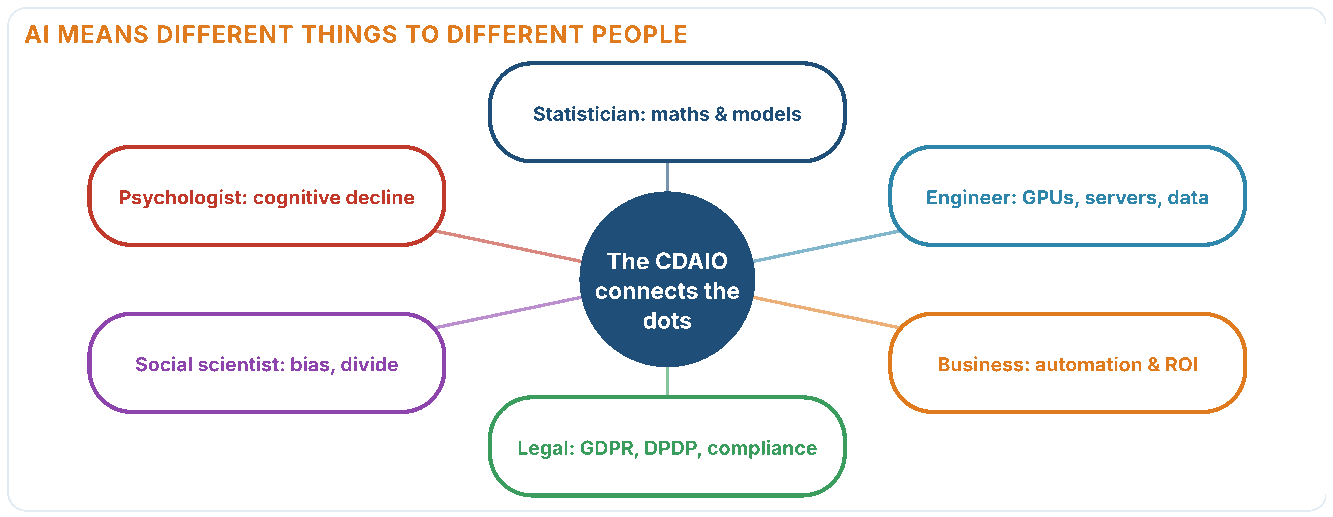 AI MEANS DIFFERENT THINGS TO DIFFERENT PEOPLE
Statistician: maths & models
Psychologist: cognitive decline
Engineer: GPUs, servers, data
The CDAIO
connects the
dots
Social scientist: bias, divide
Business: automation & ROI
Legal: GDPR, DPDP, compliance